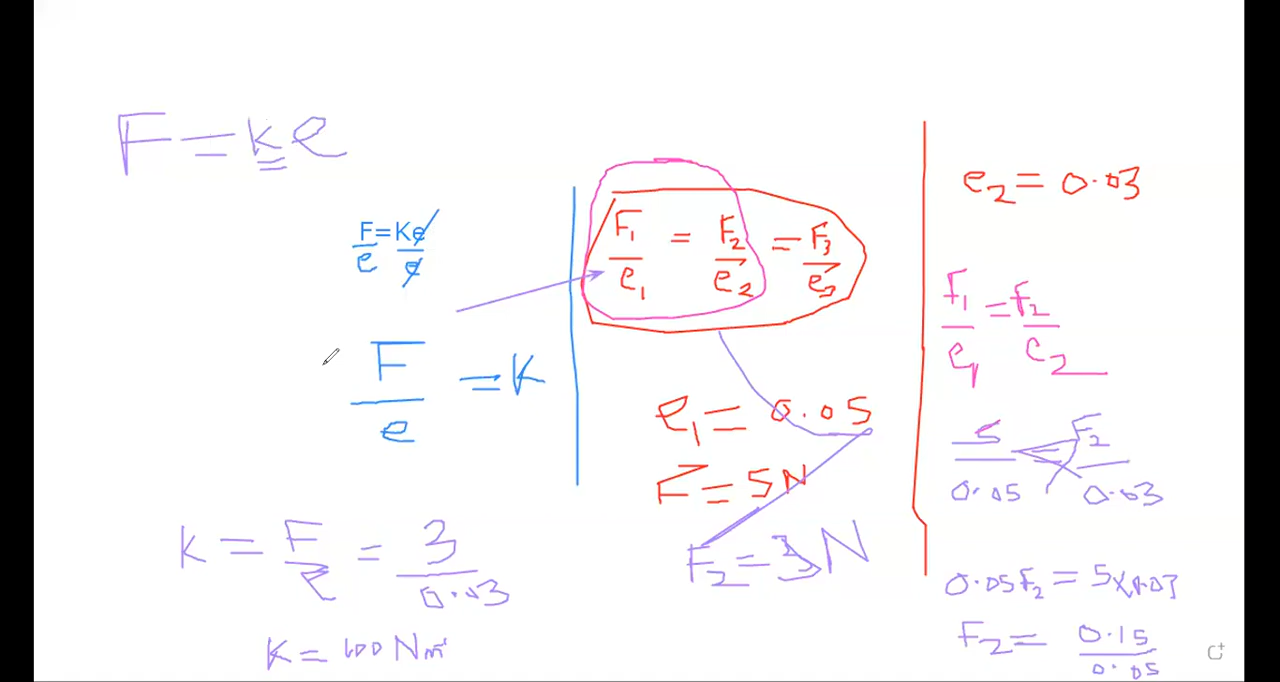 F = ke
F = Ke
e e
F
e
= K
K = F = 3
e 0.03
K = 100 Nm⁻¹
F₁ = F₂ = F₃
e₁ e₂ e₃
e₁ = 0.05
F = 5N
F₂ = 3N
e₂ = 0.03
F₁ = F₂
e₁ e₂
5 = F₂
0.05 0.03
0.05F₂ = 5×0.03
F₂ = 0.15
0.05